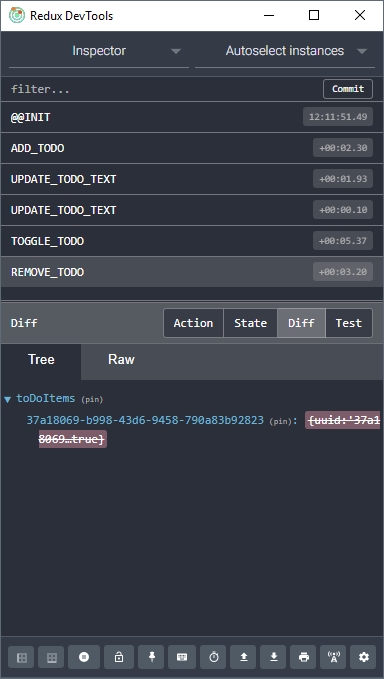 Redux DevTools
Inspector
Autoselect instances
filter...
Commit
@@INIT
12:11:51.49
ADD_TODO
+00:02.30
UPDATE_TODO_TEXT
+00:01.93
UPDATE_TODO_TEXT
+00:00.10
TOGGLE_TODO
+00:05.37
REMOVE_TODO
+00:03.20
Diff
Action
State
Diff
Test
Tree
Raw
toDoItems (pin)
37a18069-b998-43d6-9458-790a83b92823 (pin): {uuid:'37a1
8069…true}